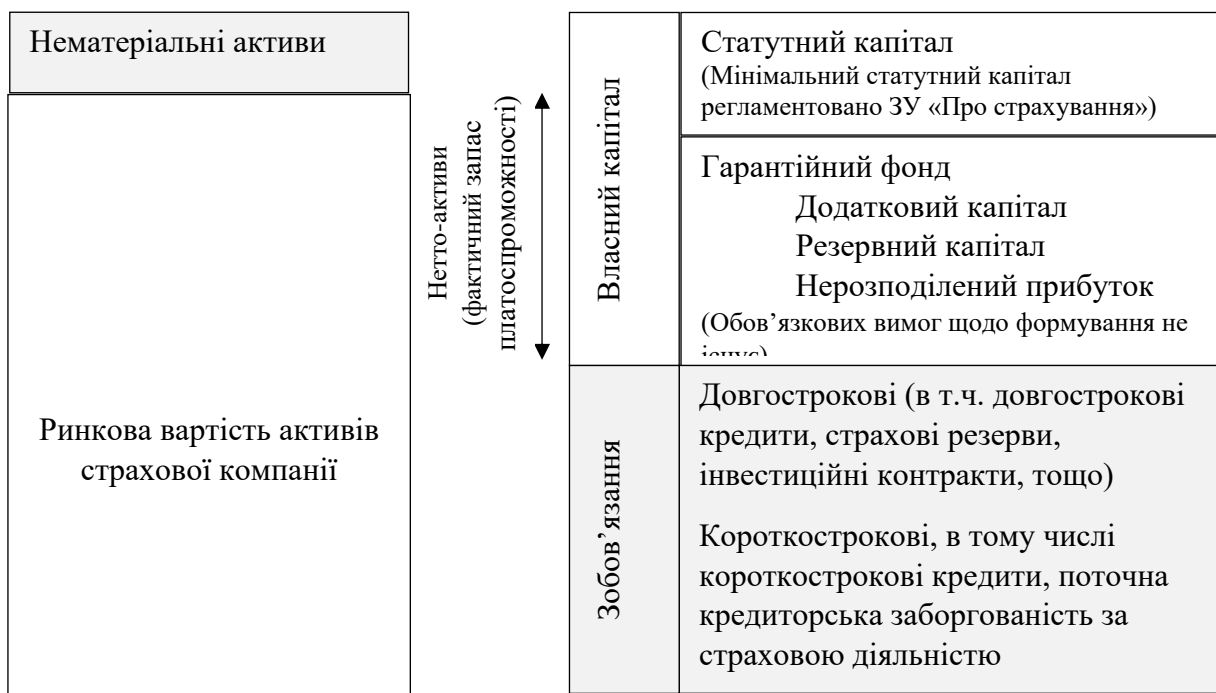 Нематеріальні активи
Ринкова вартість активів
страхової компанії
Нетто-активи
(фактичний запас
платоспроможності)
Власний капітал
Статутний капітал
(Мінімальний статутний капітал
регламентовано ЗУ «Про страхування»)
Гарантійний фонд
Додатковий капітал
Резервний капітал
Нерозподілений прибуток
(Обов’язкових вимог щодо формування не
існує)
Зобов’язання
Довгострокові (в т.ч. довгострокові
кредити, страхові резерви,
інвестиційні контракти, тощо)
Короткострокові, в тому числі
короткострокові кредити, поточна
кредиторська заборгованість за
страховою діяльністю